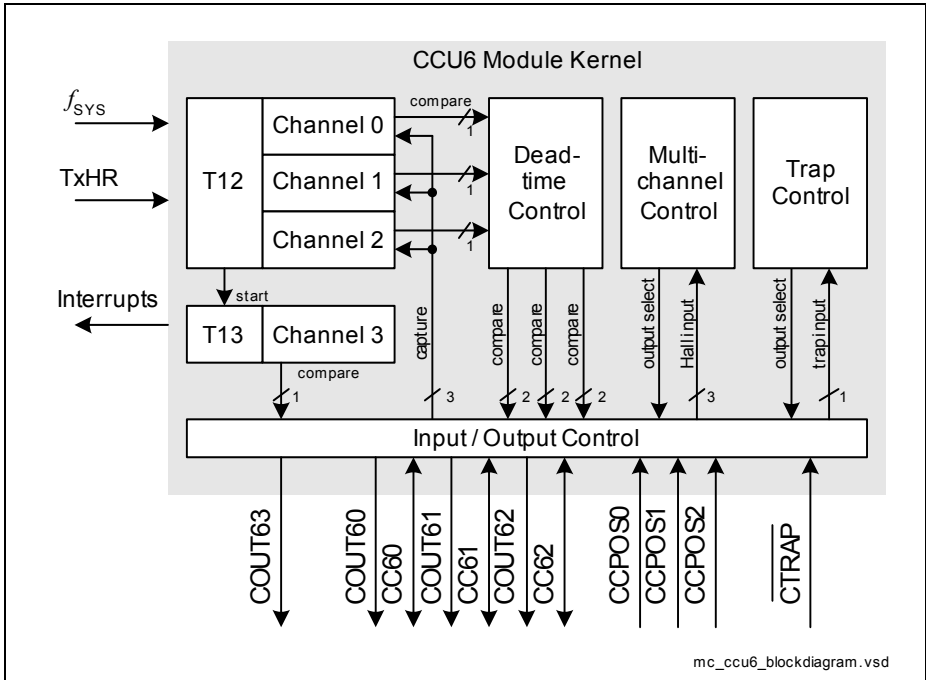 CCU6 Module Kernel
fSYS
TxHR
Interrupts
T12
Channel 0
Channel 1
Channel 2
compare
1
1
1
Dead-
time
Control
Multi-
channel
Control
Trap
Control
start
T13
Channel 3
compare
1
capture
3
compare
2
compare
2
compare
2
output select
Hall input
3
output select
trap input
1
Input / Output Control
COUT63
COUT60
CC60
COUT61
CC61
COUT62
CC62
CCPOS0
CCPOS1
CCPOS2
CTRAP
mc_ccu6_blockdiagram.vsd